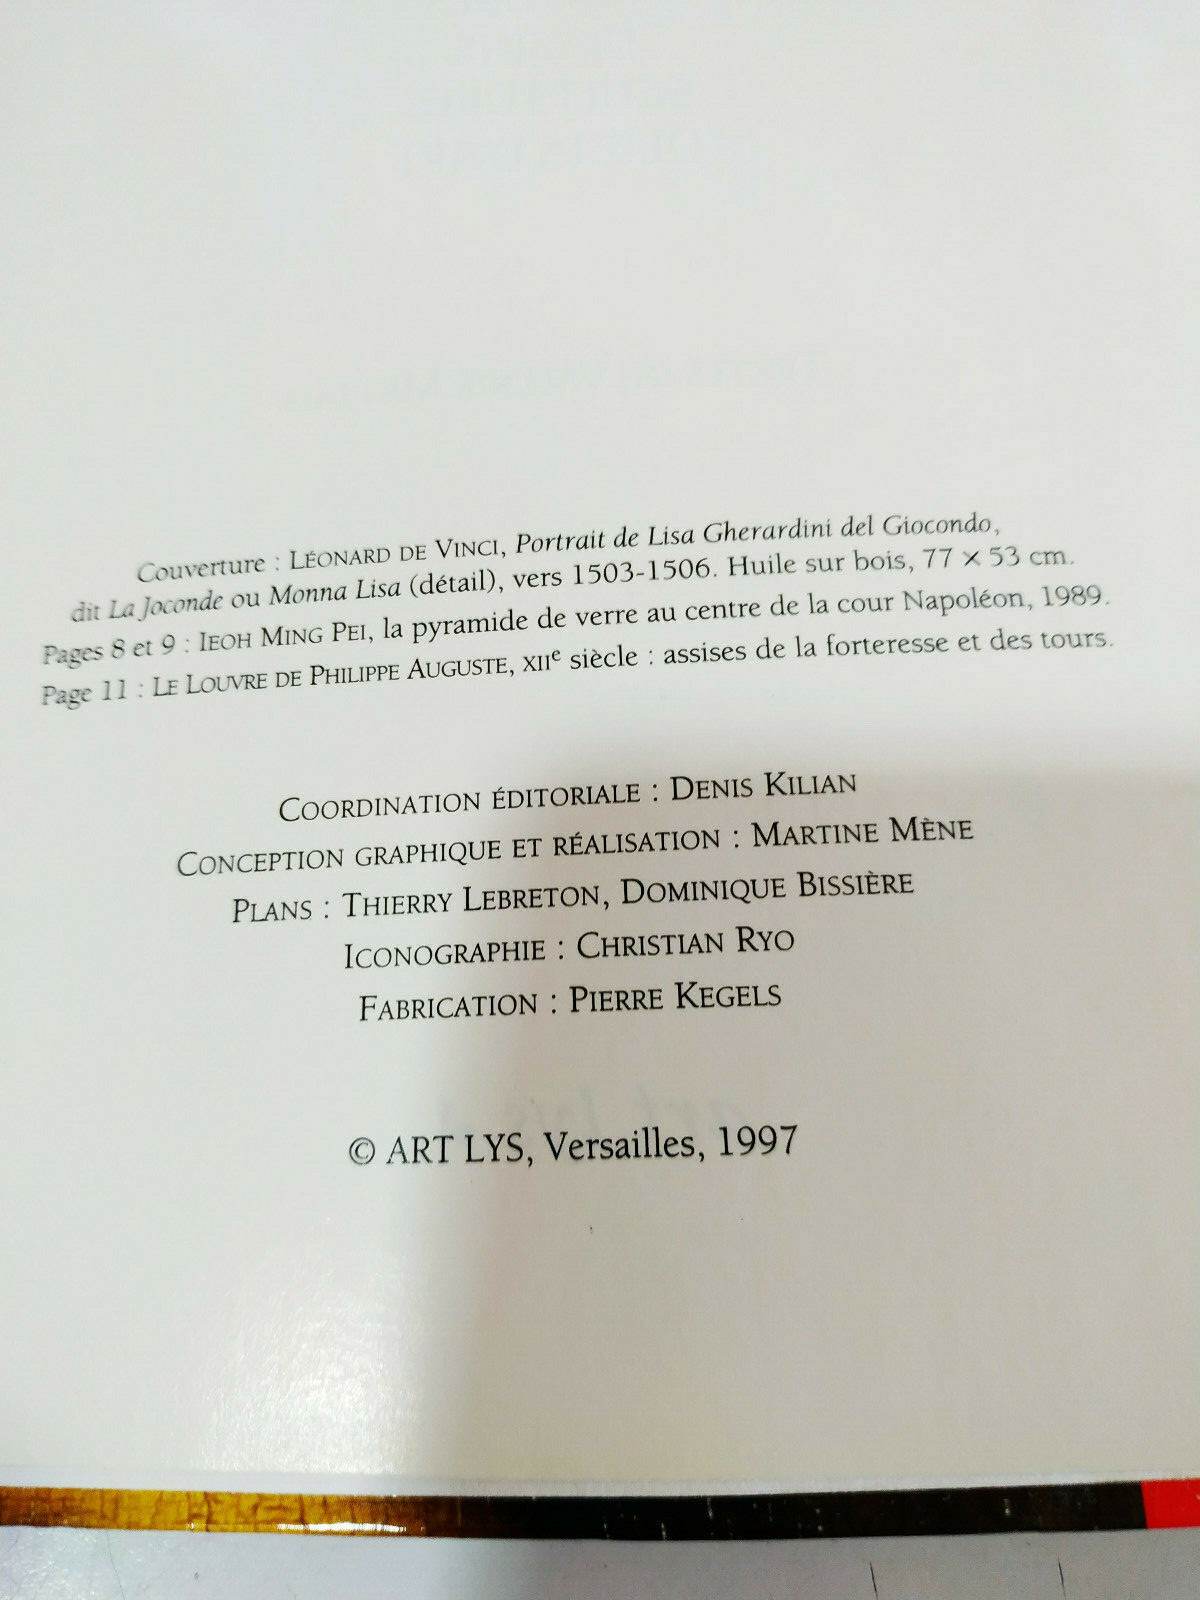 Couverture : LÉONARD DE VINCI, Portrait de Lisa Gherardini del Giocondo,
dit La Joconde ou Monna Lisa (détail), vers 1503-1506. Huile sur bois, 77 × 53 cm.
Pages 8 et 9 : IEOH MING PEI, la pyramide de verre au centre de la cour Napoléon, 1989.
Page 11 : LE LOUVRE DE PHILIPPE AUGUSTE, XIIe siècle : assises de la forteresse et des tours.
COORDINATION ÉDITORIALE : DENIS KILIAN
CONCEPTION GRAPHIQUE ET RÉALISATION : MARTINE MÈNE
PLANS : THIERRY LEBRETON, DOMINIQUE BISSIÈRE
ICONOGRAPHIE : CHRISTIAN RYO
FABRICATION : PIERRE KEGELS
© ART LYS, Versailles, 1997